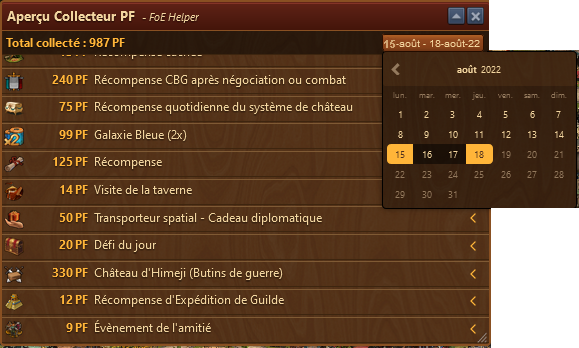 Aperçu Collecteur PF - FoE Helper
Total collecté : 987 PF
15-août - 18-août-22
240 PF Récompense CBG après négociation ou combat
75 PF Récompense quotidienne du système de château
99 PF Galaxie Bleue (2x)
125 PF Récompense
14 PF Visite de la taverne
50 PF Transporteur spatial - Cadeau diplomatique
20 PF Défi du jour
330 PF Château d'Himeji (Butins de guerre)
12 PF Récompense d'Expédition de Guilde
9 PF Évènement de l'amitié
août 2022
lun. mar. mer. jeu. ven. sam. dim.
1 2 3 4 5 6 7
8 9 10 11 12 13 14
15 16 17 18 19 20 21
22 23 24 25 26 27 28
29 30 31